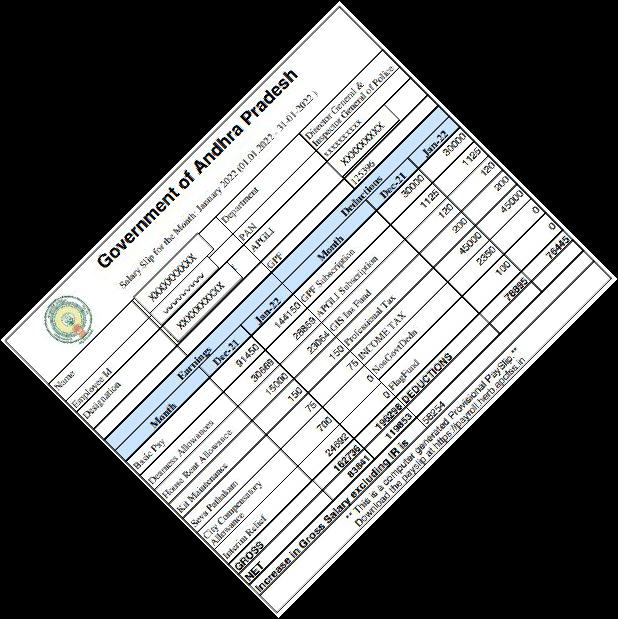 Government of Andhra Pradesh
Salary Slip for the Month: January 2022 (01.01.2022 - 31-01-2022 )
Name XXXXXXXXXX Department Director General & Inspector General of Police
Employee Id PAN xxxxxxxxxx
Designation XXXXXXXXXX APGLI XXXXXXXXX
GPF 125396
Earnings Deductions
Month Dec-21 Jan-22 Month Dec-21 Jan-22
Basic Pay 91450 144150 GPF Subscription 30000 30000
Dearness Allowances 30669 28859 APGLI Subscription 1125 1125
House Rent Allowance 15000 23064 GIS Ins Fund 120 120
Kit Maintenance 150 150 Professional Tax 200 200
Seva Pathakam 75 75 INCOME TAX 45000 45000
City Compensatory Allowance 700 0 NonGovtDedn 2350 0
Interim Relief 24692 0 FlagFund 100 0
GROSS 162736 196298 DEDUCTIONS 78895 76445
NET 83841 119853
Increase in Gross Salary excluding IR is 58254
** This is a computer generated Provisional PaySlip **
Download the payslip at https://payroll.herb.apcfss.in